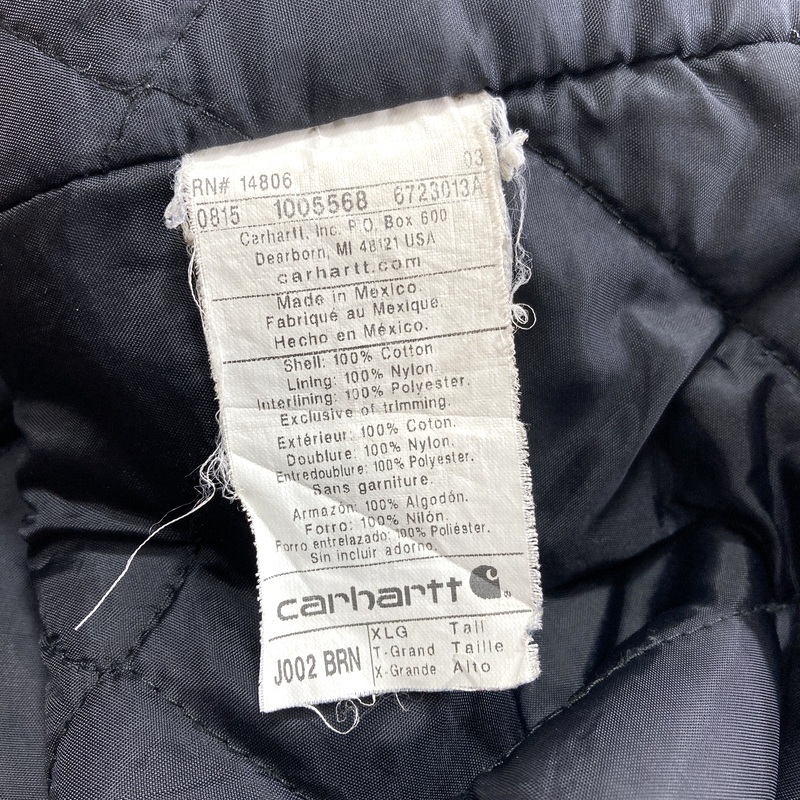 03
RN# 14806
0815 1005568 6723013A
Carhartt, Inc. P.O. Box 600
Dearborn, MI 48121 USA
carhartt.com
Made in Mexico.
Fabriqué au Mexique.
Hecho en México.
Shell: 100% Cotton
Lining: 100% Nylon.
Interlining: 100% Polyester.
Exclusive of trimming.
Extérieur: 100% Coton.
Doublure: 100% Nylon.
Entredoublure: 100% Polyester.
Sans garniture.
Armazón: 100% Algodón.
Forro: 100% Nilón.
Forro entrelazado: 100% Poliéster.
Sin incluir adorno.
carhartt
J002 BRN
XLG Tall
T-Grand Taille
X-Grande Alto